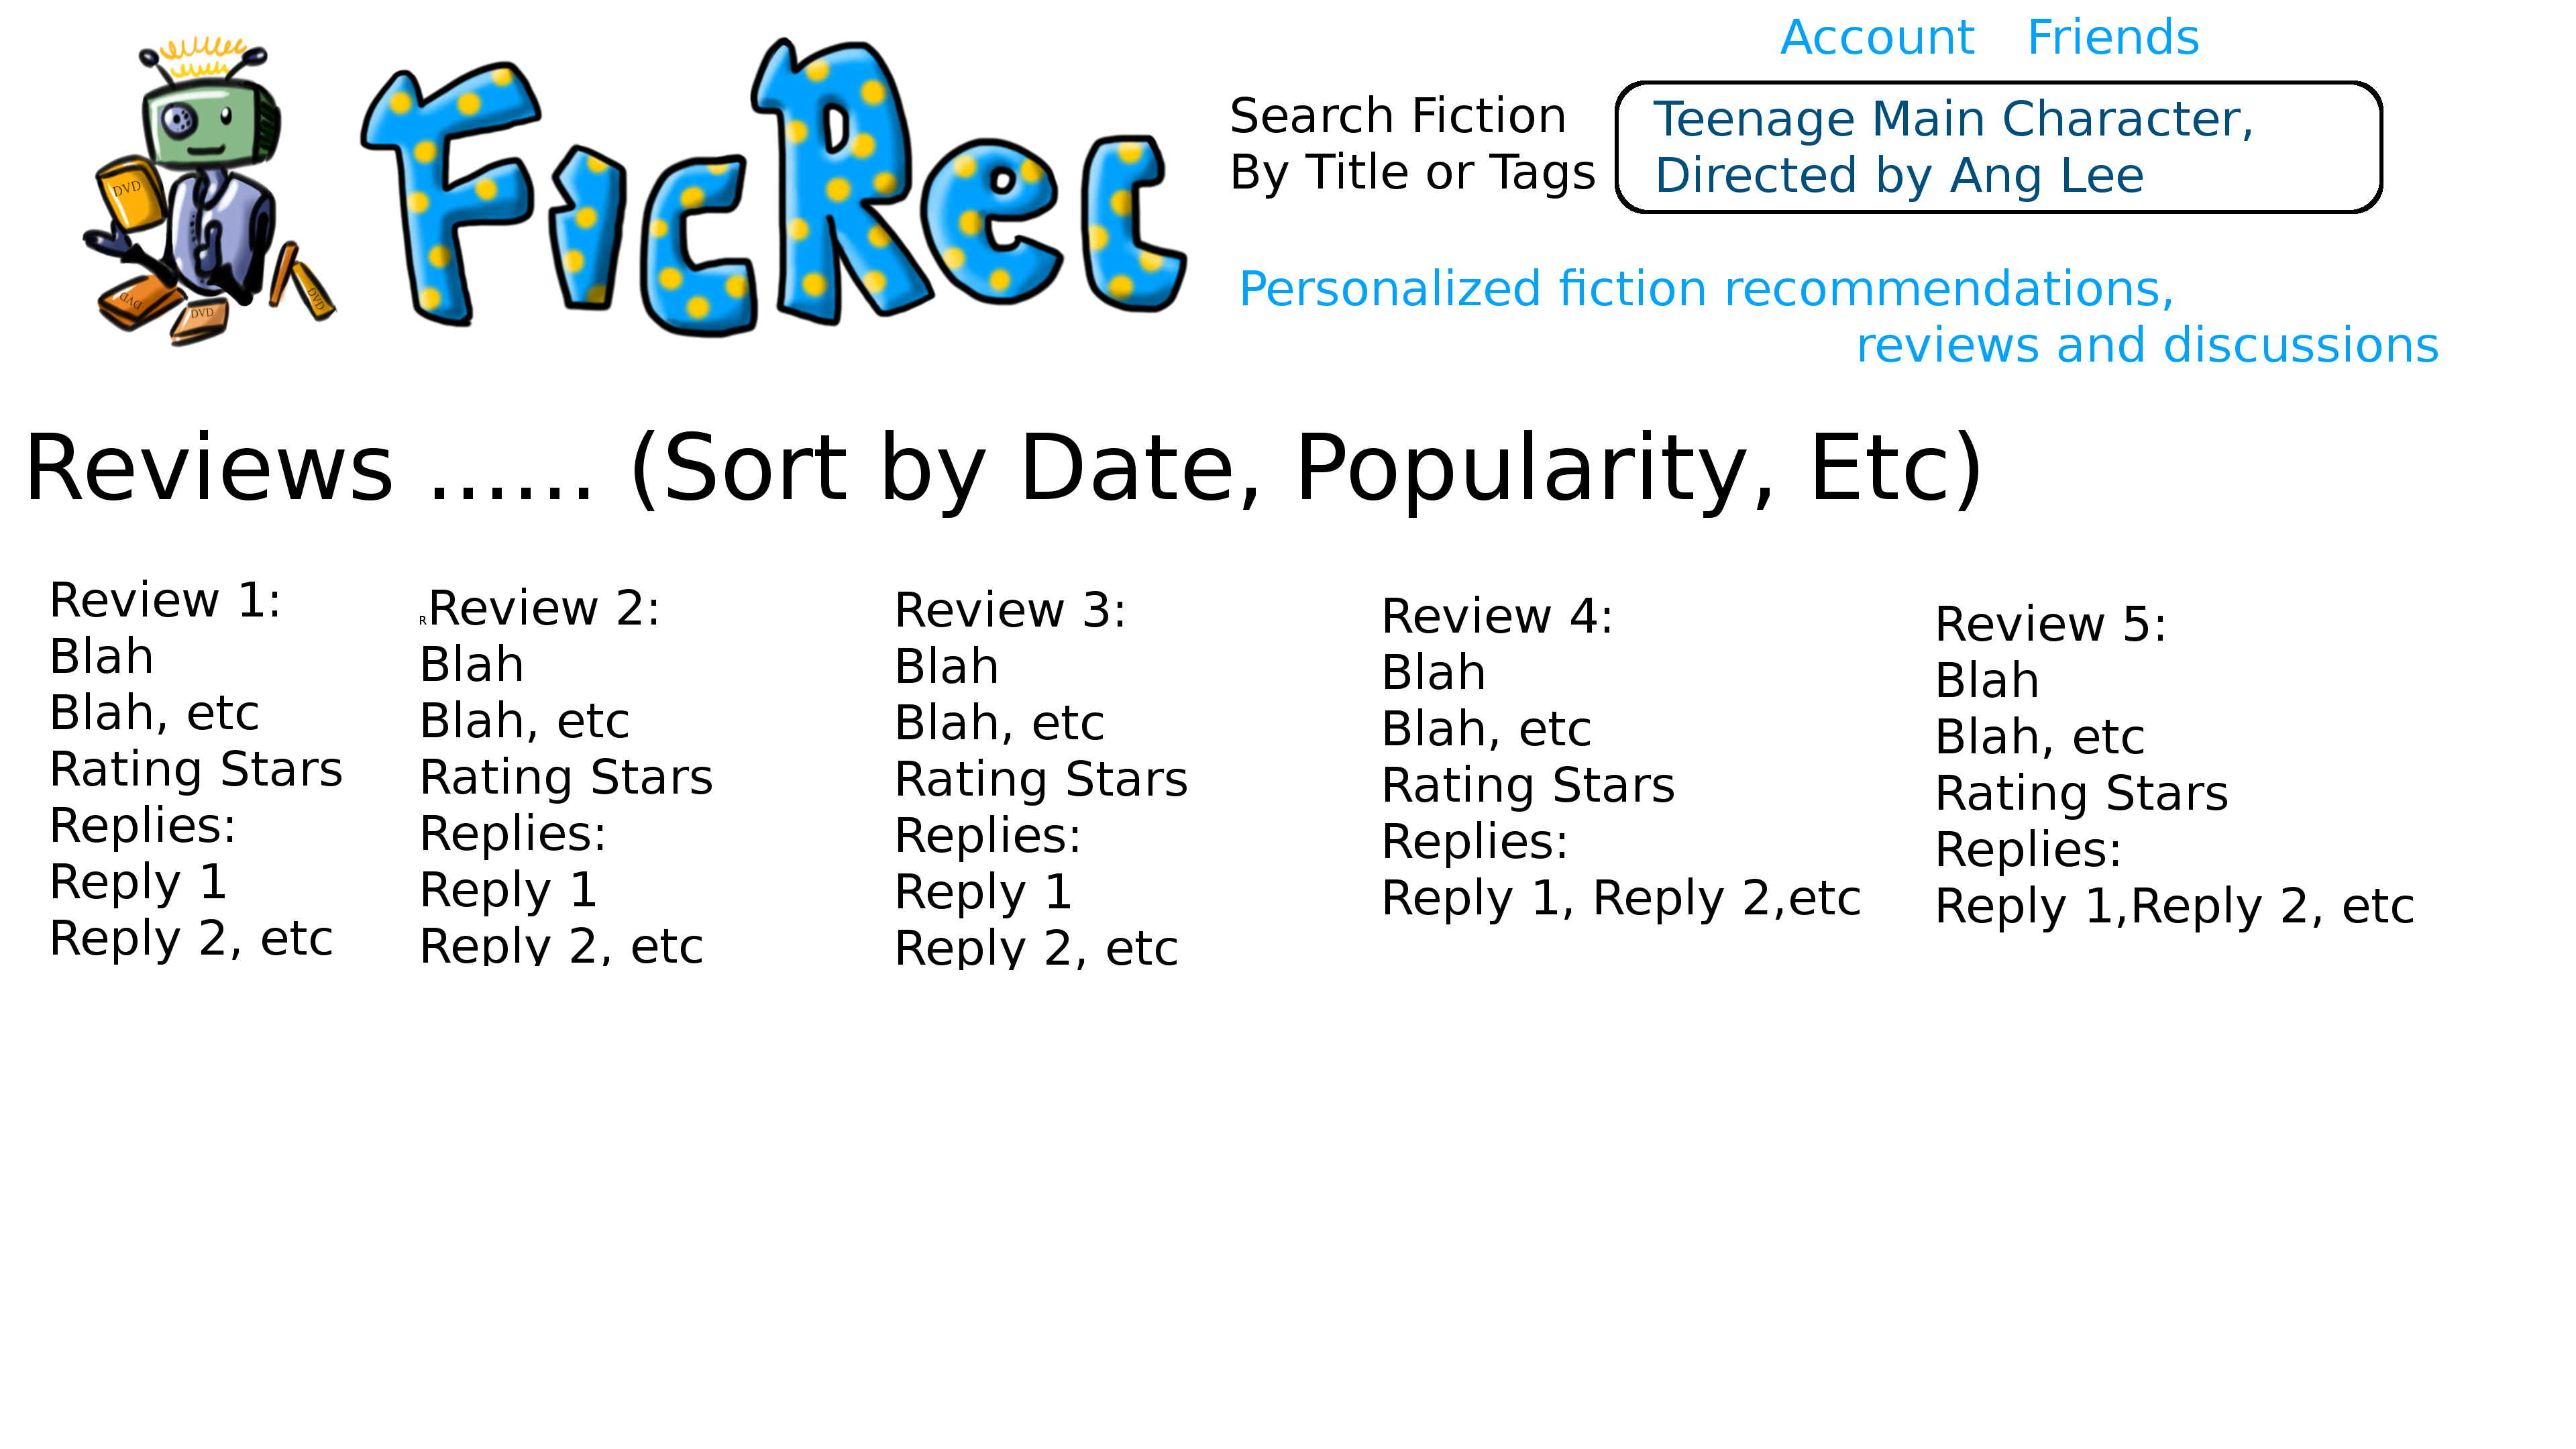 Account Friends
FicRec
Search Fiction
By Title or Tags
Teenage Main Character,
Directed by Ang Lee
DVD
DVD
DVD
DVD
Personalized fiction recommendations,
reviews and discussions
Reviews ...... (Sort by Date, Popularity, Etc)
Review 1:
Blah
Blah, etc
Rating Stars
Replies:
Reply 1
Reply 2, etc
RReview 2:
Blah
Blah, etc
Rating Stars
Replies:
Reply 1
Reply 2, etc
Review 3:
Blah
Blah, etc
Rating Stars
Replies:
Reply 1
Reply 2, etc
Review 4:
Blah
Blah, etc
Rating Stars
Replies:
Reply 1, Reply 2,etc
Review 5:
Blah
Blah, etc
Rating Stars
Replies:
Reply 1,Reply 2, etc